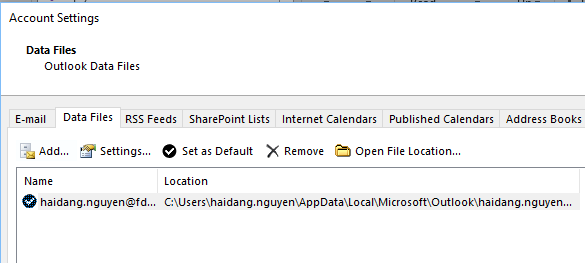 Account Settings
Data Files
Outlook Data Files
E-mail Data Files RSS Feeds SharePoint Lists Internet Calendars Published Calendars Address Books
Add... Settings... Set as Default Remove Open File Location...
Name Location
haidang.nguyen@fd... C:\Users\haidang.nguyen\AppData\Local\Microsoft\Outlook\haidang.nguyen...